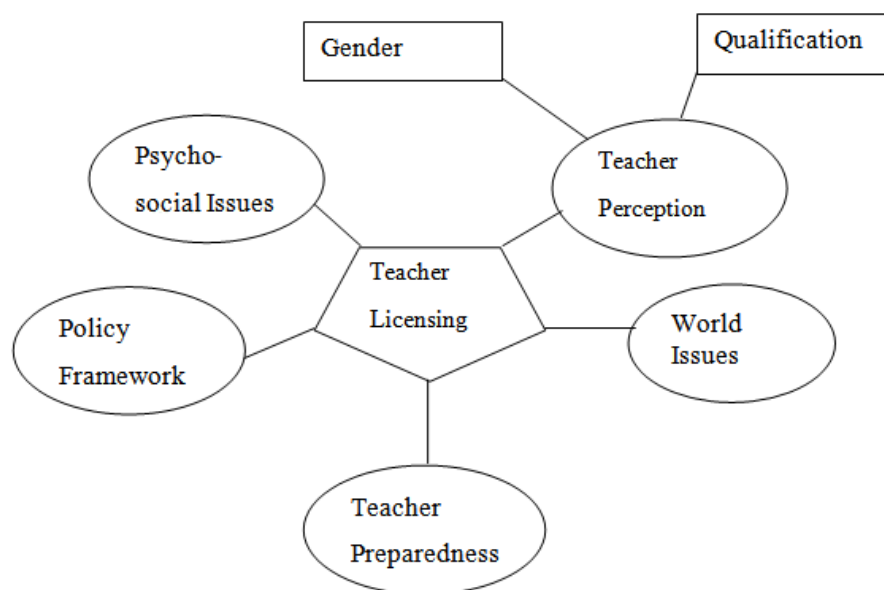 Gender
Qualification
Psycho-
social Issues
Teacher
Perception
Teacher
Licensing
Policy
Framework
World
Issues
Teacher
Preparedness